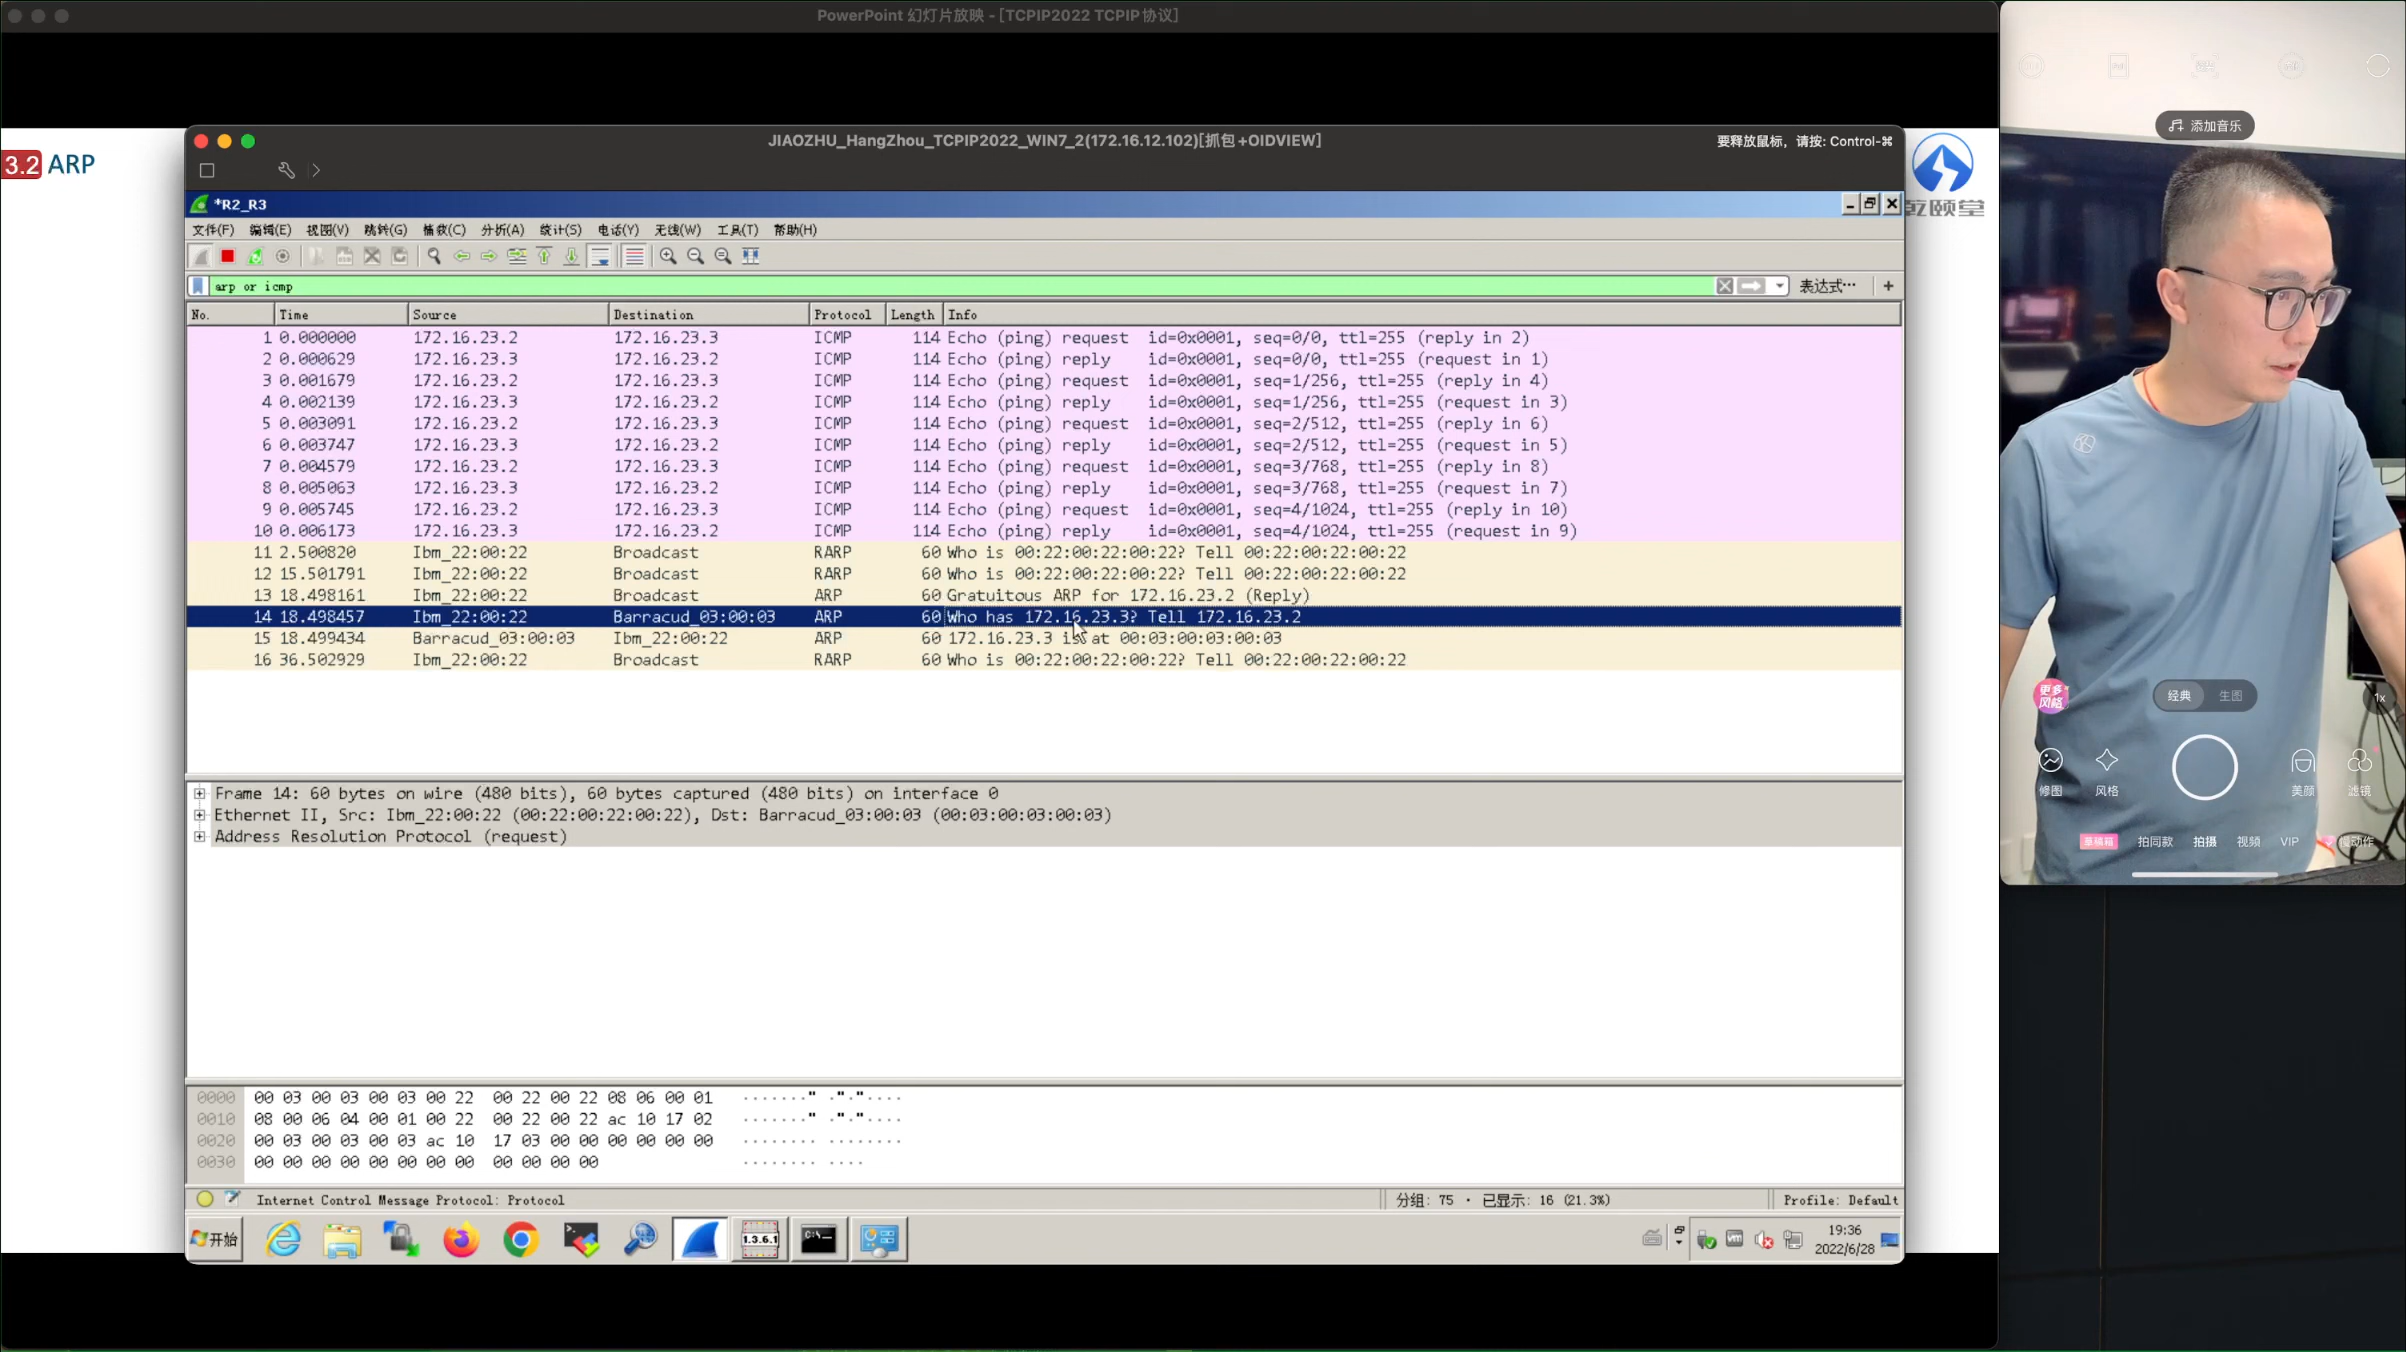 PowerPoint 幻灯片放映 - [TCPIP2022 TCPIP协议]
3.2 ARP
JIAOZHU_HangZhou_TCPIP2022_WIN7_2(172.16.12.102)[抓包+OIDVIEW]
要释放鼠标，请按: Control-⌘
乾颐堂
*R2_R3
文件(F) 编辑(E) 视图(V) 跳转(G) 捕获(C) 分析(A) 统计(S) 电话(Y) 无线(W) 工具(T) 帮助(H)
arp or icmp 表达式… +
No. Time Source Destination Protocol Length Info
1 0.000000 172.16.23.2 172.16.23.3 ICMP 114 Echo (ping) request id=0x0001, seq=0/0, ttl=255 (reply in 2)
2 0.000629 172.16.23.3 172.16.23.2 ICMP 114 Echo (ping) reply id=0x0001, seq=0/0, ttl=255 (request in 1)
3 0.001679 172.16.23.2 172.16.23.3 ICMP 114 Echo (ping) request id=0x0001, seq=1/256, ttl=255 (reply in 4)
4 0.002139 172.16.23.3 172.16.23.2 ICMP 114 Echo (ping) reply id=0x0001, seq=1/256, ttl=255 (request in 3)
5 0.003091 172.16.23.2 172.16.23.3 ICMP 114 Echo (ping) request id=0x0001, seq=2/512, ttl=255 (reply in 6)
6 0.003747 172.16.23.3 172.16.23.2 ICMP 114 Echo (ping) reply id=0x0001, seq=2/512, ttl=255 (request in 5)
7 0.004579 172.16.23.2 172.16.23.3 ICMP 114 Echo (ping) request id=0x0001, seq=3/768, ttl=255 (reply in 8)
8 0.005063 172.16.23.3 172.16.23.2 ICMP 114 Echo (ping) reply id=0x0001, seq=3/768, ttl=255 (request in 7)
9 0.005745 172.16.23.2 172.16.23.3 ICMP 114 Echo (ping) request id=0x0001, seq=4/1024, ttl=255 (reply in 10)
10 0.006173 172.16.23.3 172.16.23.2 ICMP 114 Echo (ping) reply id=0x0001, seq=4/1024, ttl=255 (request in 9)
11 2.500820 Ibm_22:00:22 Broadcast RARP 60 Who is 00:22:00:22:00:22? Tell 00:22:00:22:00:22
12 15.501791 Ibm_22:00:22 Broadcast RARP 60 Who is 00:22:00:22:00:22? Tell 00:22:00:22:00:22
13 18.498161 Ibm_22:00:22 Broadcast ARP 60 Gratuitous ARP for 172.16.23.2 (Reply)
14 18.498457 Ibm_22:00:22 Barracud_03:00:03 ARP 60 Who has 172.16.23.3? Tell 172.16.23.2
15 18.499434 Barracud_03:00:03 Ibm_22:00:22 ARP 60 172.16.23.3 is at 00:03:00:03:00:03
16 36.502929 Ibm_22:00:22 Broadcast RARP 60 Who is 00:22:00:22:00:22? Tell 00:22:00:22:00:22
Frame 14: 60 bytes on wire (480 bits), 60 bytes captured (480 bits) on interface 0
Ethernet II, Src: Ibm_22:00:22 (00:22:00:22:00:22), Dst: Barracud_03:00:03 (00:03:00:03:00:03)
Address Resolution Protocol (request)
0000 00 03 00 03 00 03 00 22 00 22 00 22 08 06 00 01 ·······" ·"·"····
0010 08 00 06 04 00 01 00 22 00 22 00 22 ac 10 17 02 ·······" ·"·"····
0020 00 03 00 03 00 03 ac 10 17 03 00 00 00 00 00 00 ········ ········
0030 00 00 00 00 00 00 00 00 00 00 00 00 ········ ····
Internet Control Message Protocol: Protocol
分组: 75 · 已显示: 16 (21.3%)
Profile: Default
开始
1.3.6.1
C:\
19:36
2022/6/28
添加音乐
更多
风格
经典 生图
1x
修图 风格 美颜 滤镜
草稿箱 拍同款 拍摄 视频 VIP 慢动作